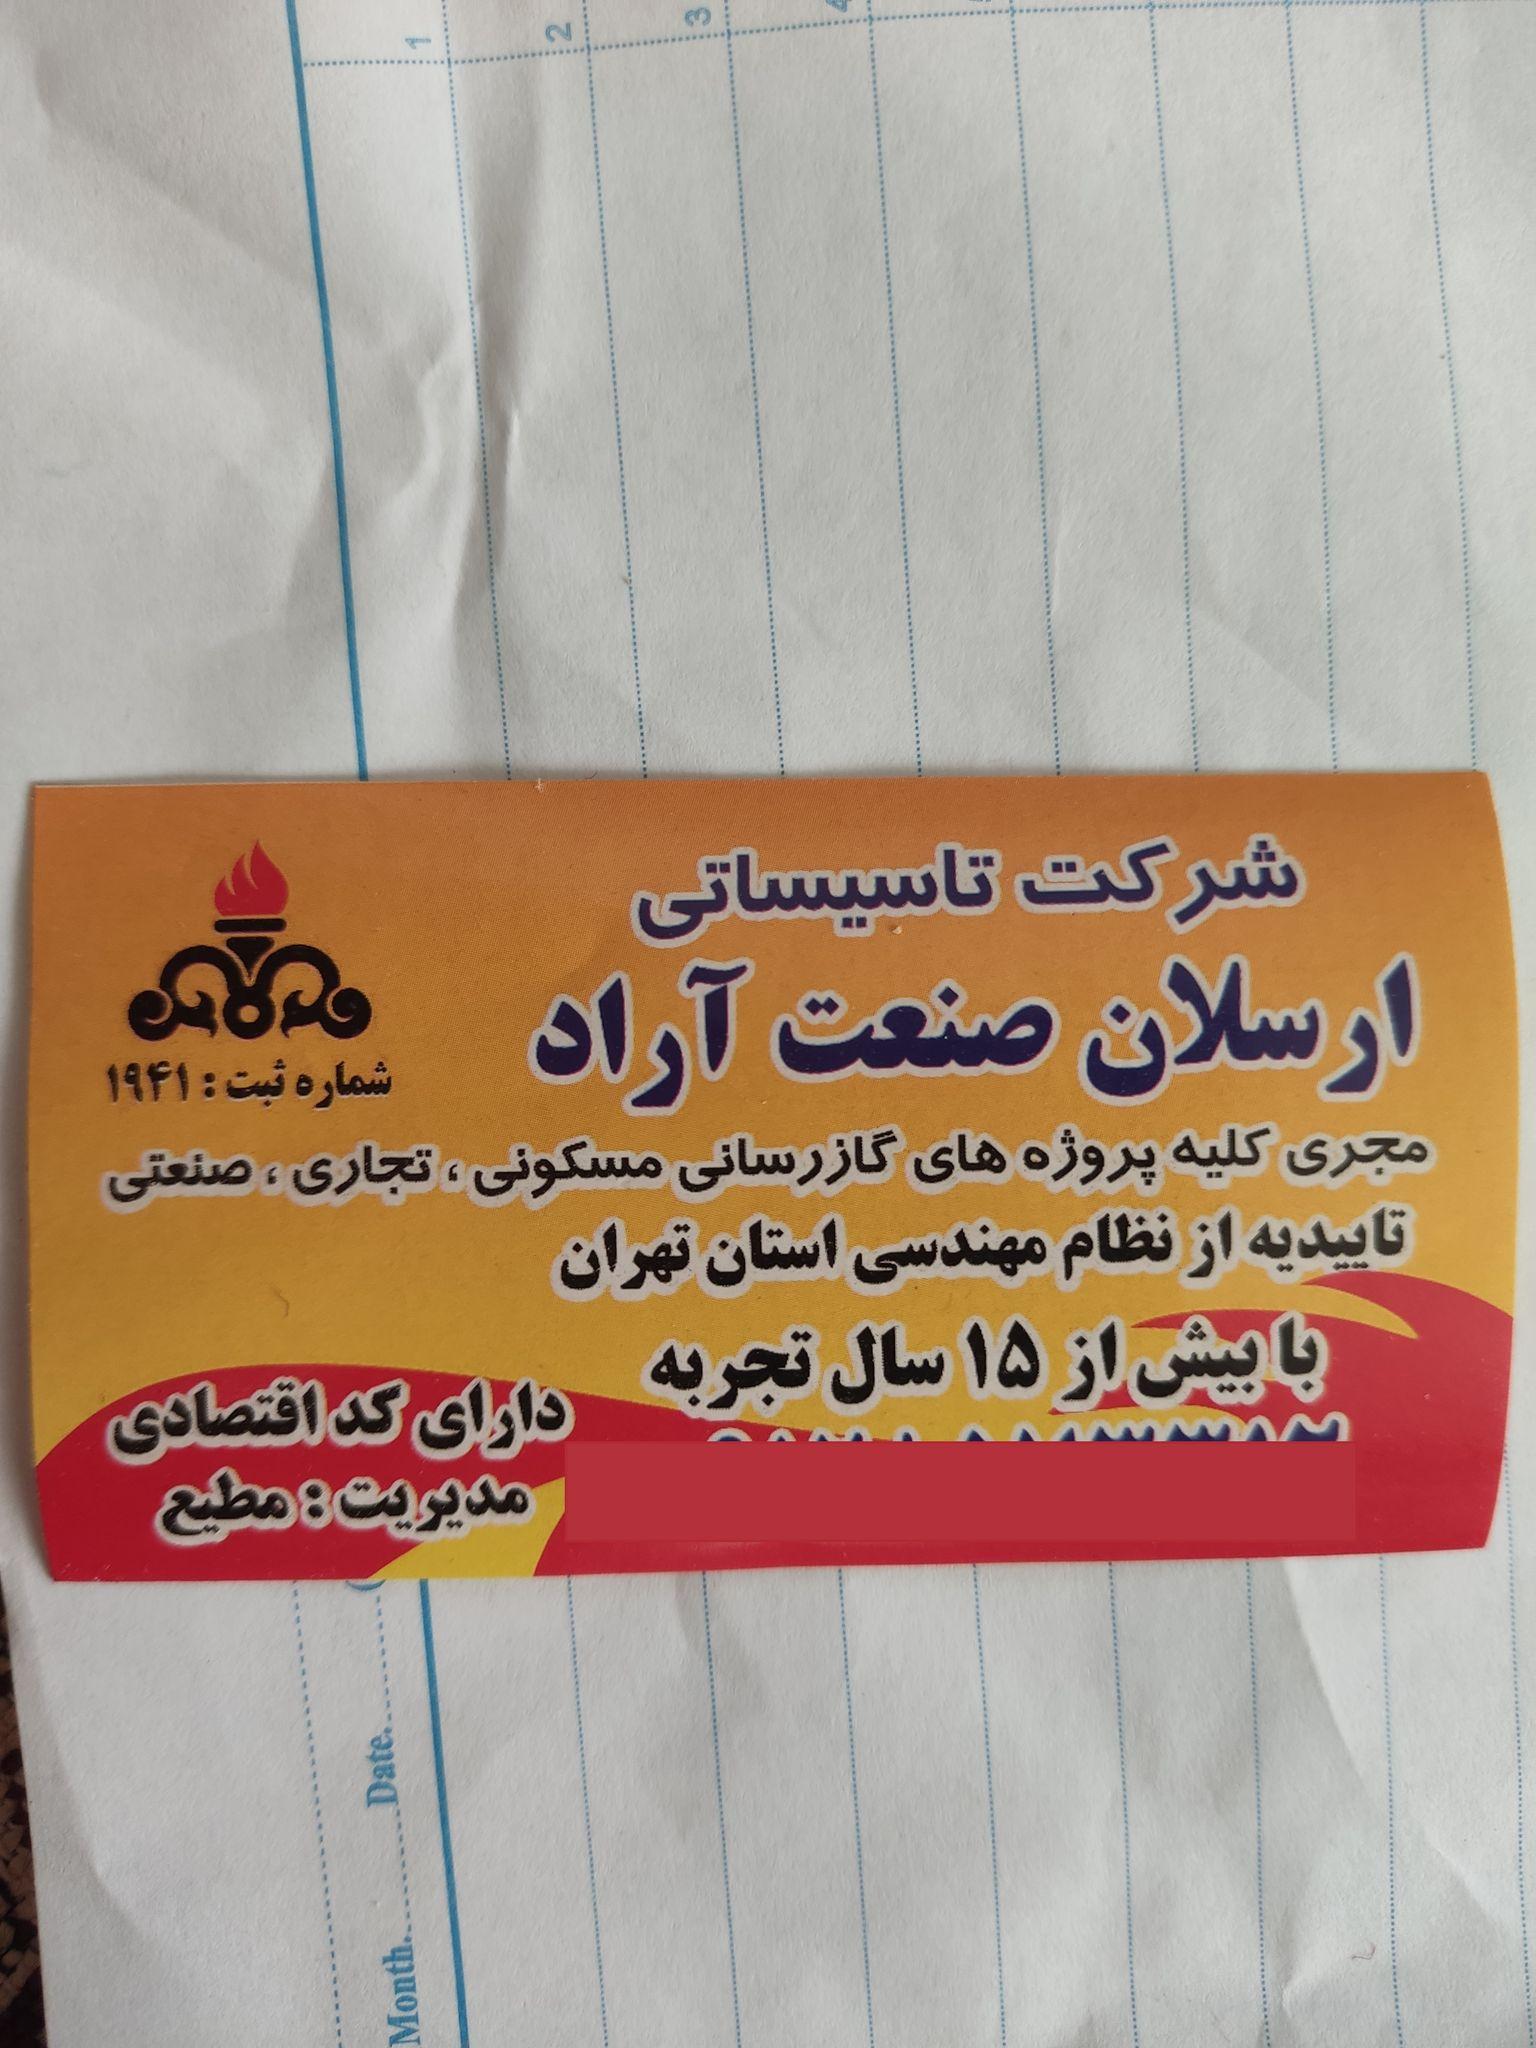 شرکت تاسیساتی
ارسلان صنعت آراد
شماره ثبت : ۱۹۴۱
مجری کلیه پروژه های گازرسانی مسکونی ، تجاری ، صنعتی
تاییدیه از نظام مهندسی استان تهران
با بیش از ۱۵ سال تجربه
دارای کد اقتصادی
مدیریت : مطیع
1
2
3
4
Month......Date......